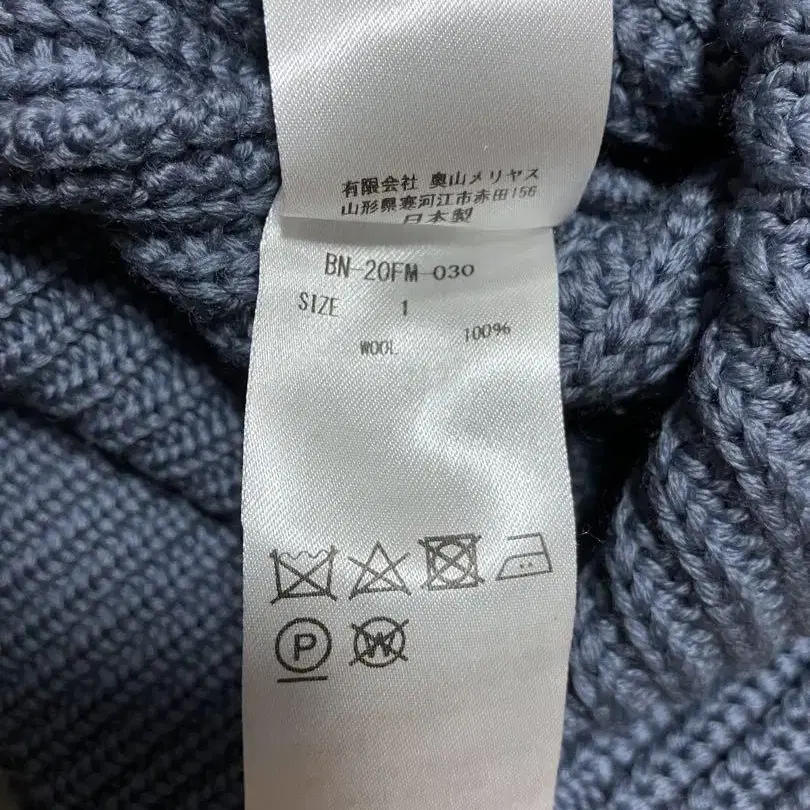 有限会社 奥山メリヤス
山形県寒河江市赤田156
日本製
BN-20FM-030
SIZE 1
WOOL 100%
P
W